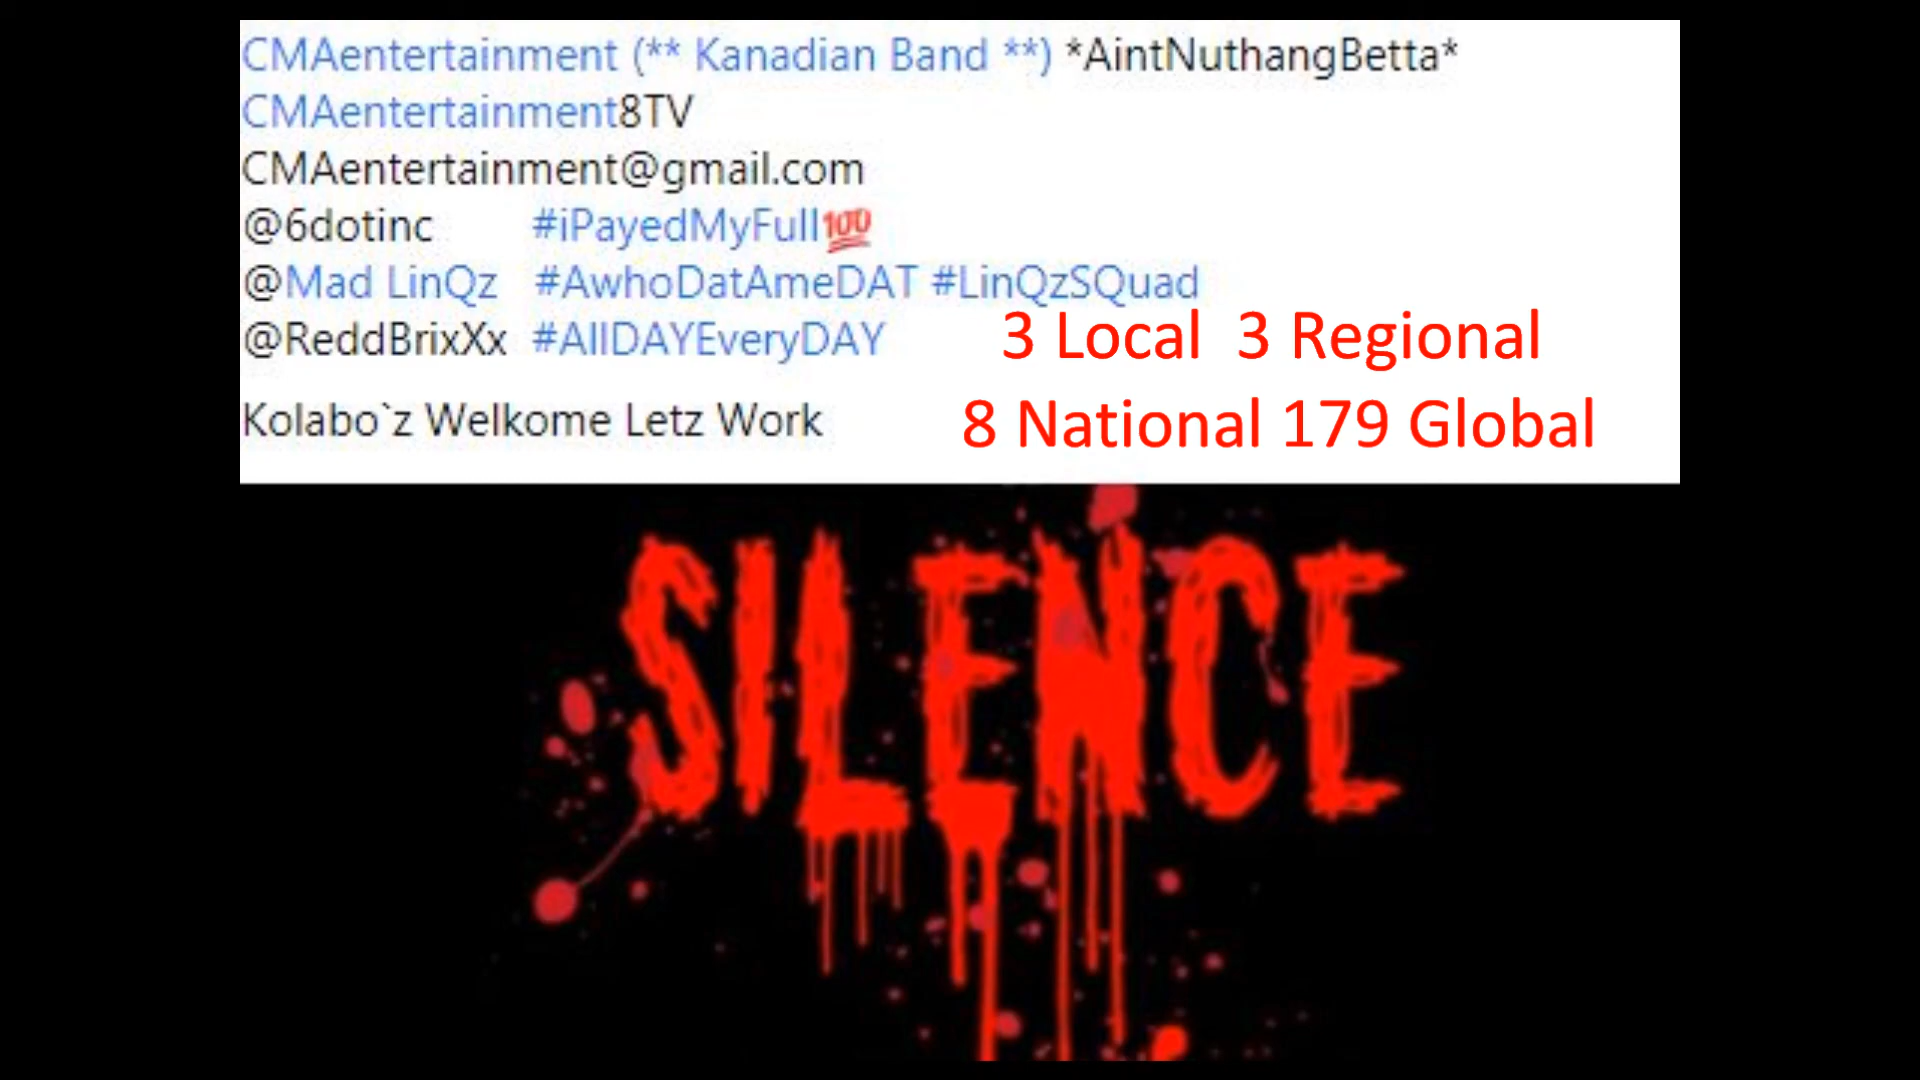 CMAentertainment (** Kanadian Band **) *AintNuthangBetta*
CMAentertainment8TV
CMAentertainment@gmail.com
@6dotinc #iPayedMyFull💯
@Mad LinQz #AwhoDatAmeDAT #LinQzSQuad
@ReddBrixXx #AllDAYEveryDAY
3 Local 3 Regional
Kolabo`z Welkome Letz Work
8 National 179 Global
SILENCE